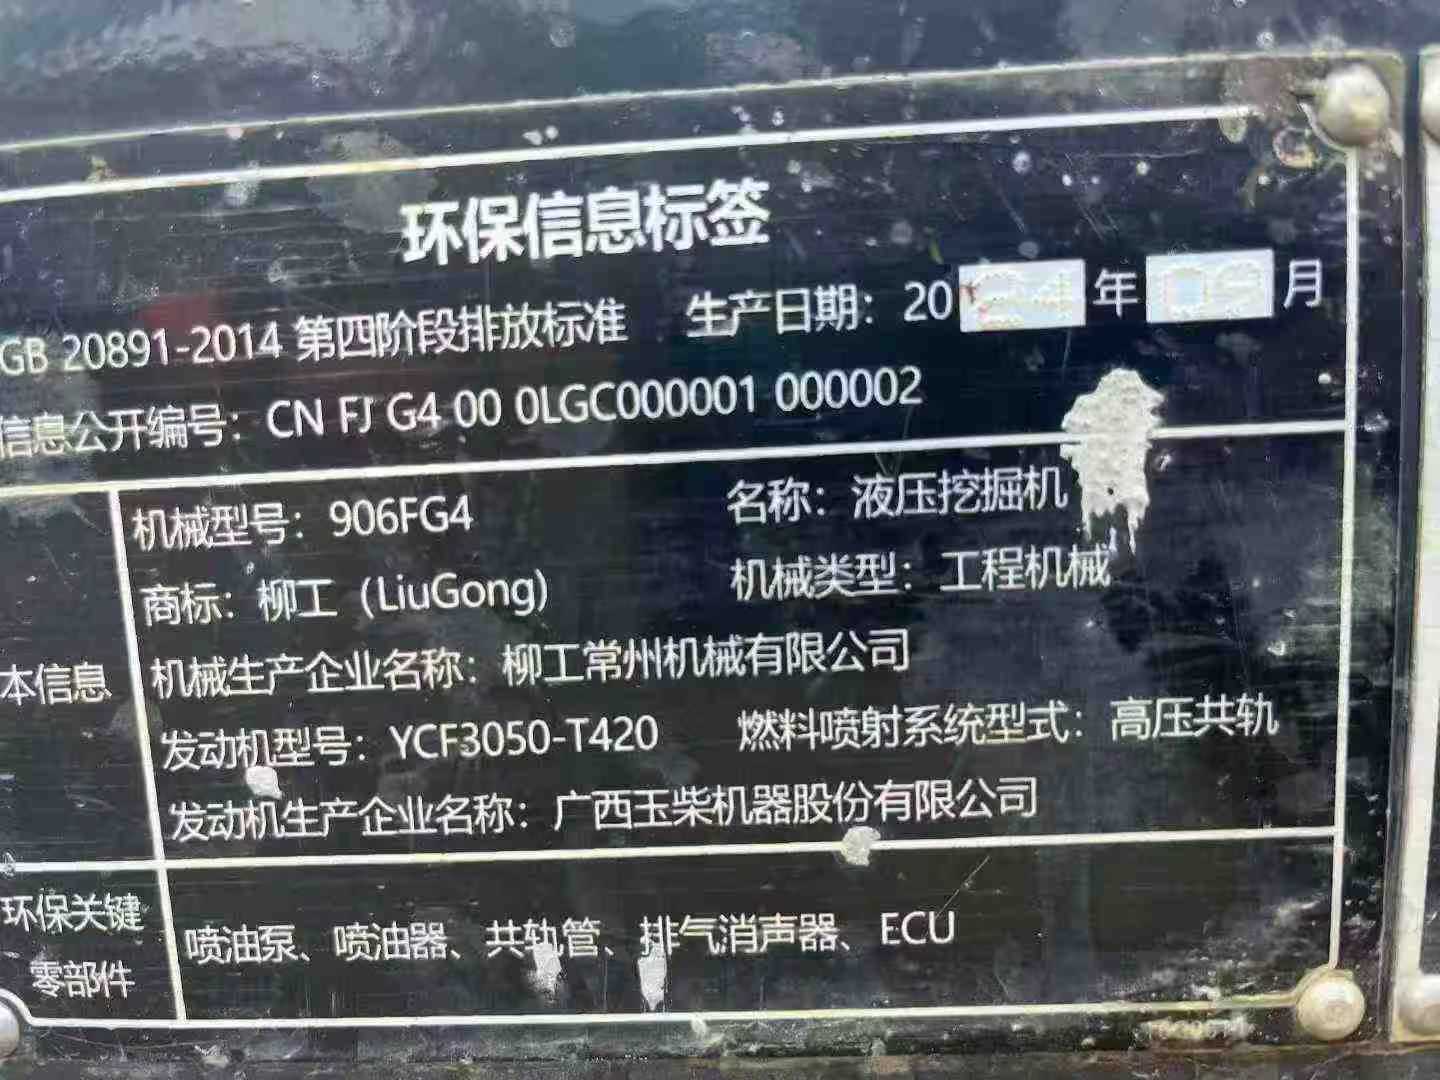 环保信息标签
GB 20891-2014 第四阶段排放标准 生产日期：2024年09月
信息公开编号：CN FJ G4 00 0LGC000001 000002
机械型号：906FG4 名称：液压挖掘机
商标：柳工（LiuGong) 机械类型：工程机械
本信息
机械生产企业名称：柳工常州机械有限公司
发动机型号：YCF3050-T420 燃料喷射系统型式：高压共轨
发动机生产企业名称：广西玉柴机器股份有限公司
环保关键
零部件
喷油泵、喷油器、共轨管、排气消声器、ECU